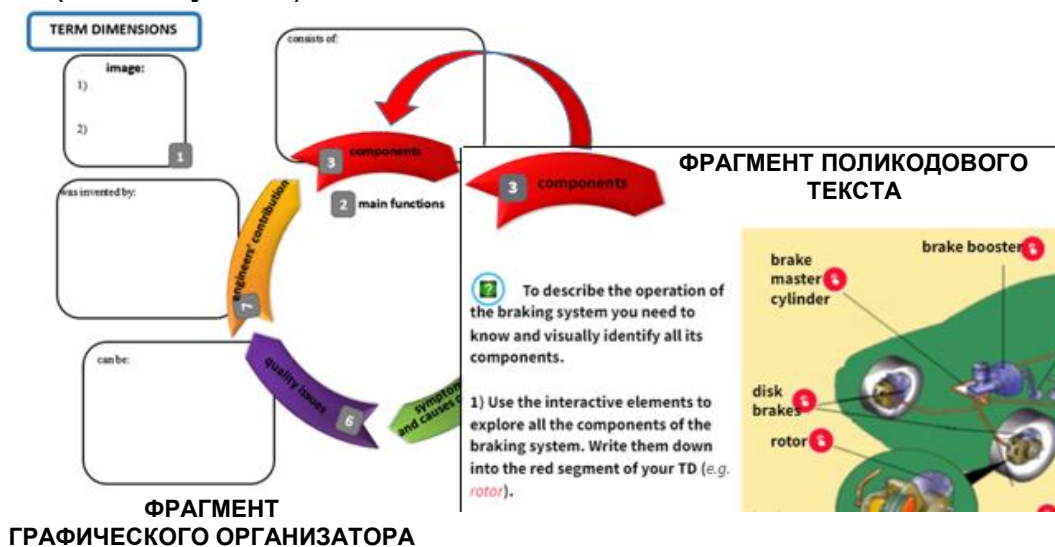 TERM DIMENSIONS
image:
1)
2)
1
consists of:
3
components
2
main functions
was invented by:
engineers' contribution
7
can be:
quality issues
6
symptom
and causes o
ФРАГМЕНТ
ГРАФИЧЕСКОГО ОРГАНИЗАТОРА
3
components
ФРАГМЕНТ ПОЛИКОДОВОГО
ТЕКСТА
To describe the operation of
the braking system you need to
know and visually identify all its
components.
1) Use the interactive elements to
explore all the components of the
braking system. Write them down
into the red segment of your TD (e.g.
rotor).
brake booster
brake
master
cylinder
disk
brakes
rotor